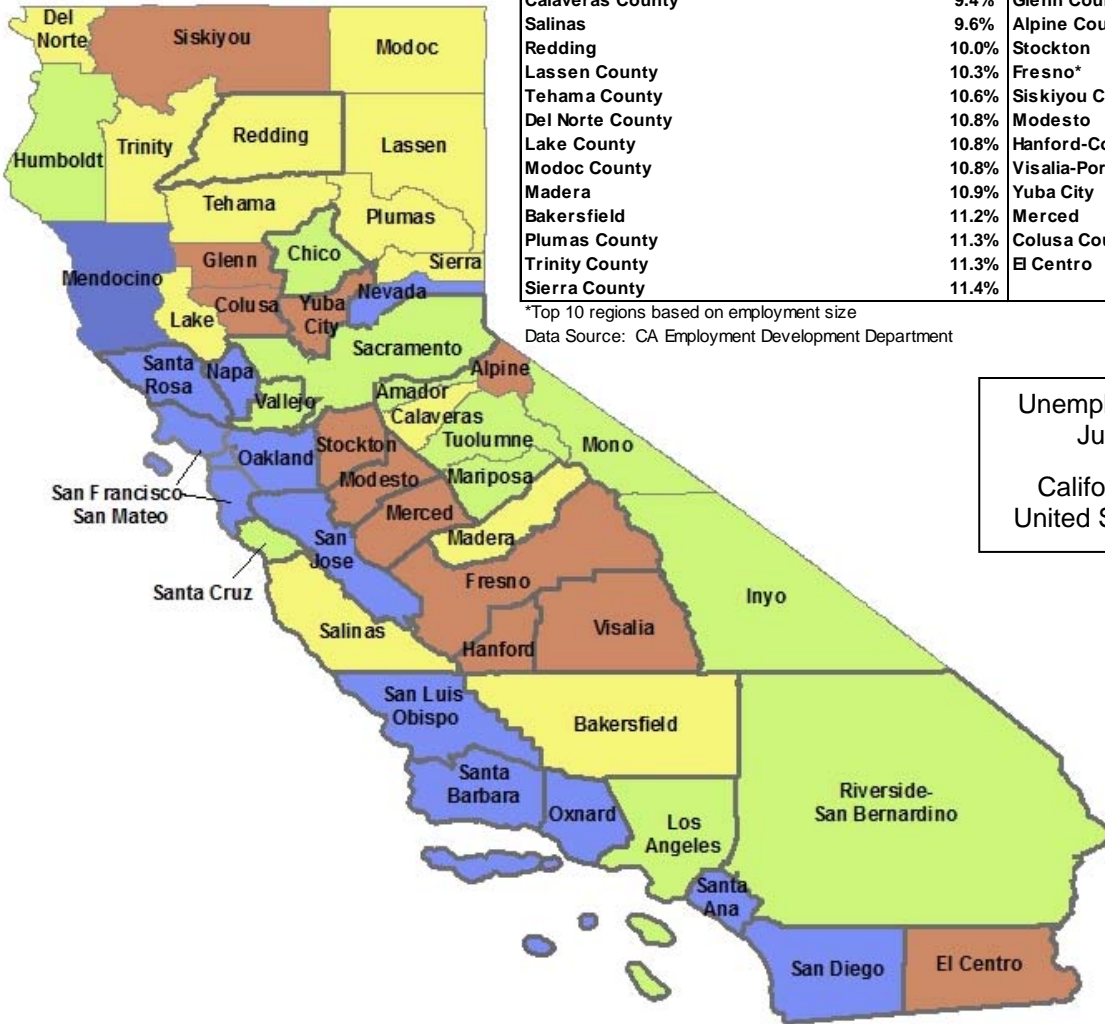 Calaveras County 9.4% Glenn Cou
Salinas 9.6% Alpine Cou
Redding 10.0% Stockton
Lassen County 10.3% Fresno*
Tehama County 10.6% Siskiyou C
Del Norte County 10.8% Modesto
Lake County 10.8% Hanford-Co
Modoc County 10.8% Visalia-Por
Madera 10.9% Yuba City
Bakersfield 11.2% Merced
Plumas County 11.3% Colusa Cou
Trinity County 11.3% El Centro
Sierra County 11.4%
*Top 10 regions based on employment size
Data Source: CA Employment Development Department
Unempl
Ju
Califo
United S
Del
Norte
Siskiyou
Modoc
Humboldt
Trinity
Redding
Lassen
Tehama
Plumas
Mendocino
Glenn
Chico
Sierra
Colusa
Yuba
City
Nevada
Lake
Sacramento
Santa
Rosa
Napa
Vallejo
Alpine
Amador
Calaveras
Tuolumne
Mono
Oakland
Stockton
Modesto
Mariposa
San Francisco
San Mateo
Merced
Madera
San
Jose
Santa Cruz
Fresno
Inyo
Salinas
Hanford
Visalia
San Luis
Obispo
Bakersfield
Santa
Barbara
Oxnard
Los
Angeles
Riverside-
San Bernardino
Santa
Ana
San Diego
El Centro